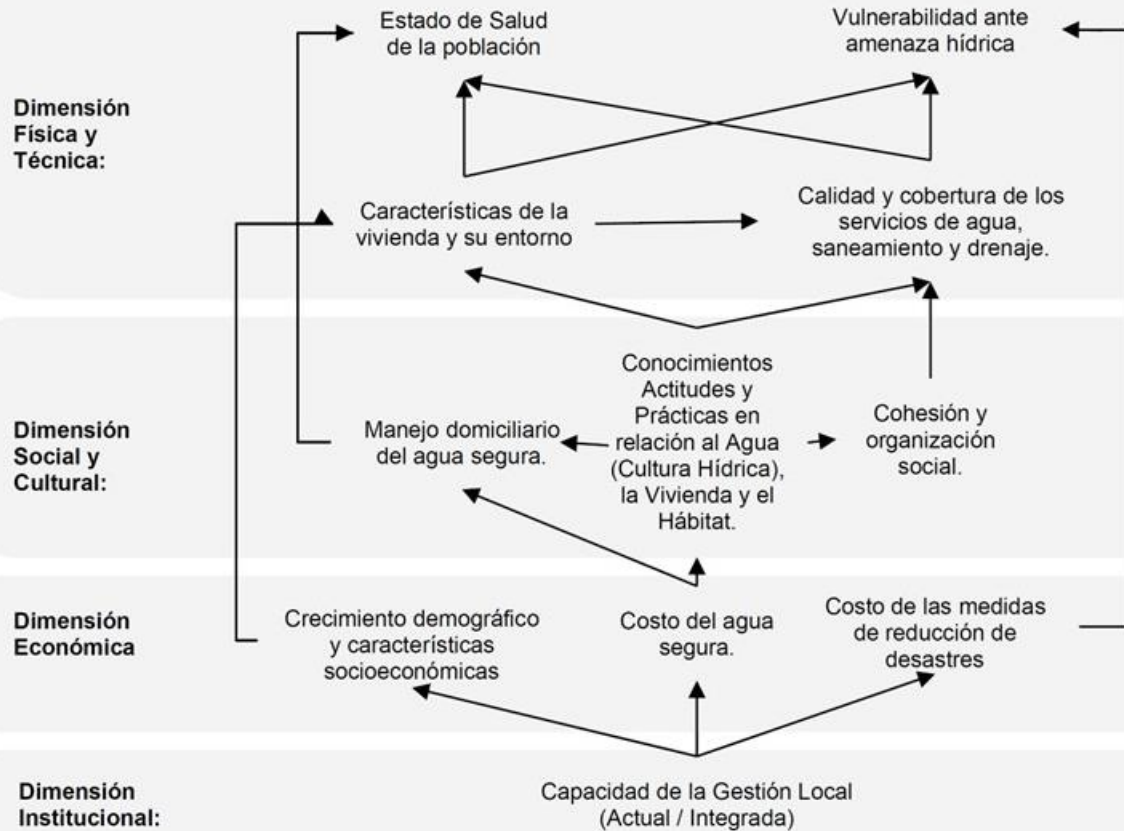 Estado de Salud
de la población
Vulnerabilidad ante
amenaza hídrica
Dimensión
Física y
Técnica:
Características de la
vivienda y su entorno
Calidad y cobertura de los
servicios de agua,
saneamiento y drenaje.
Dimensión
Social y
Cultural:
Manejo domiciliario
del agua segura.
Conocimientos
Actitudes y
Prácticas en
relación al Agua
(Cultura Hídrica),
la Vivienda y el
Hábitat.
Cohesión y
organización
social.
Dimensión
Económica
Crecimiento demográfico
y características
socioeconómicas
Costo del agua
segura.
Costo de las medidas
de reducción de
desastres
Dimensión
Institucional:
Capacidad de la Gestión Local
(Actual / Integrada)